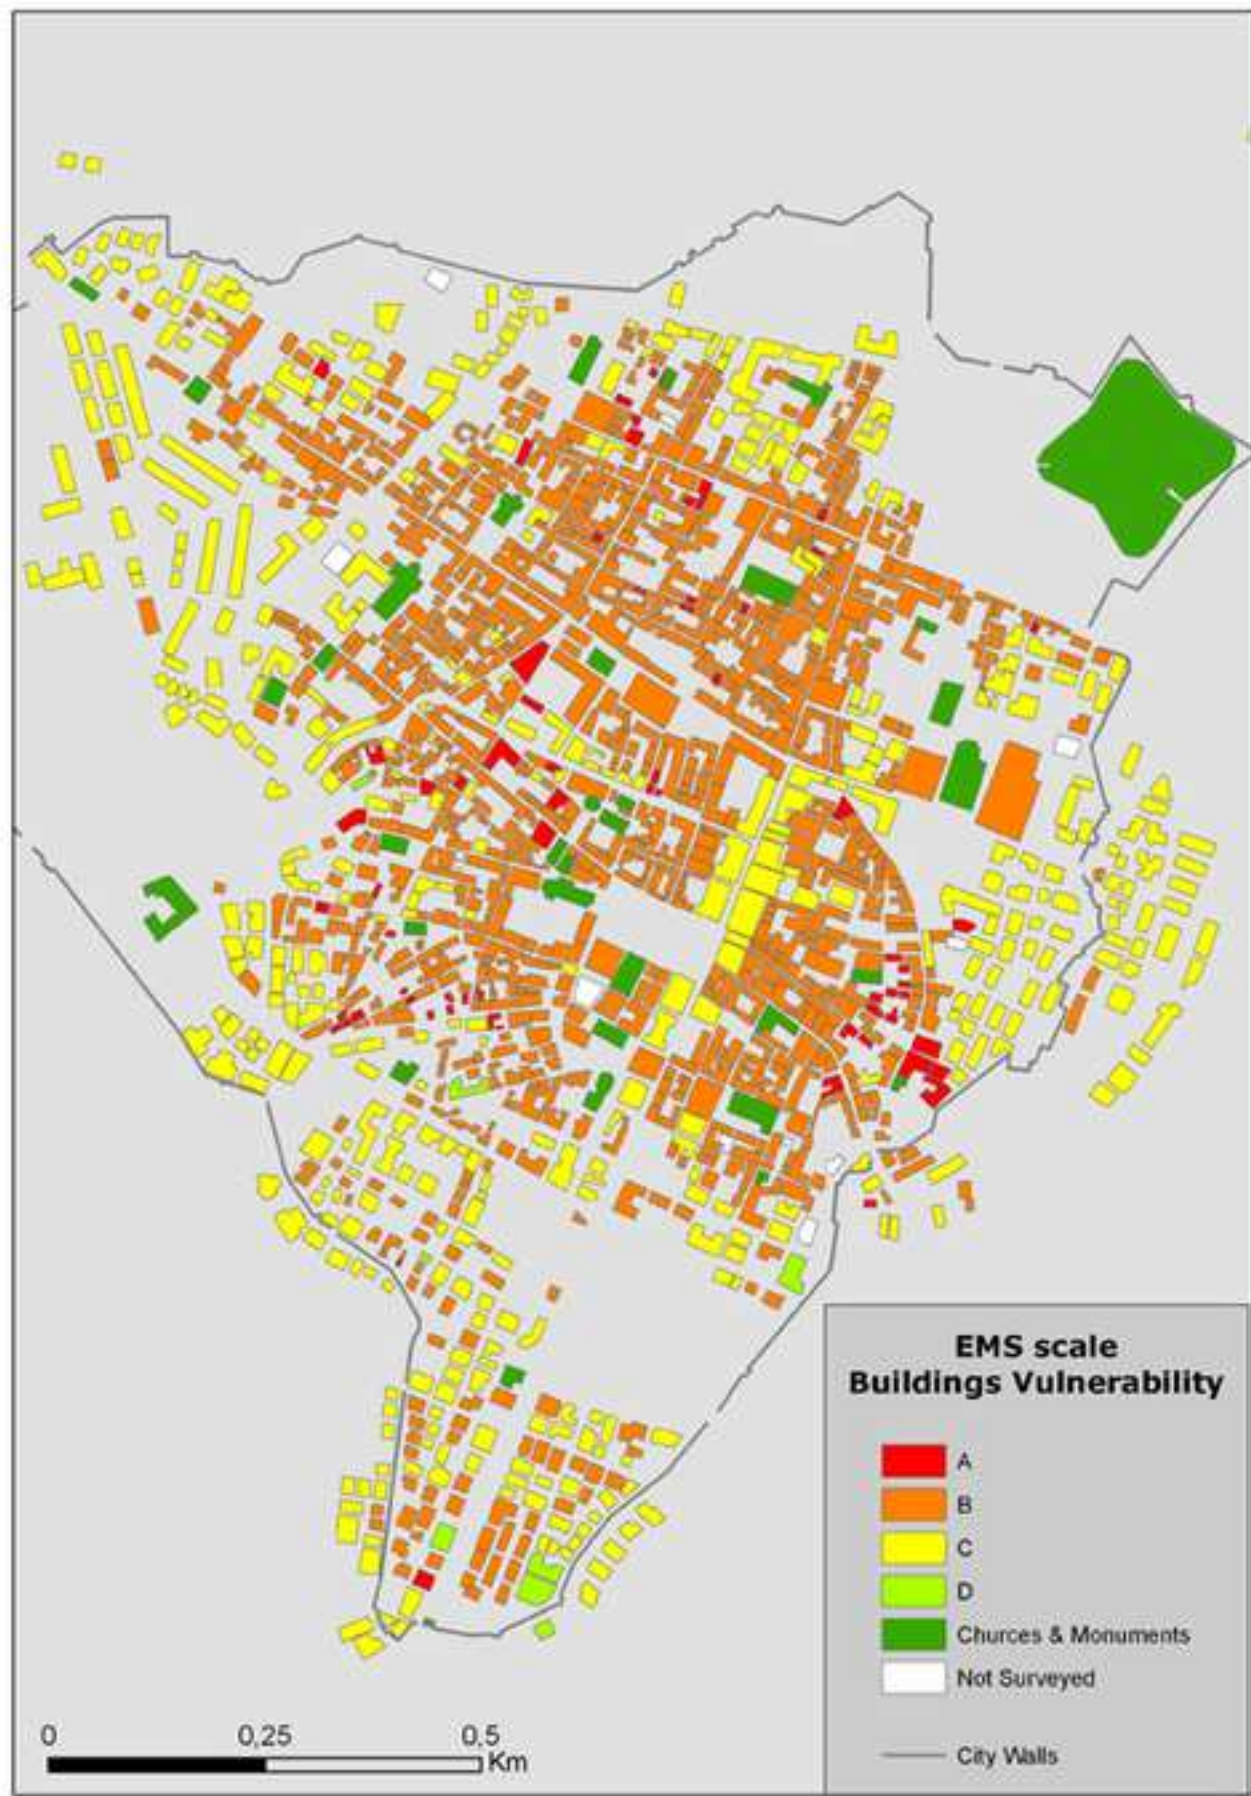 EMS scale
Buildings Vulnerability
A
B
C
D
Churces & Monuments
Not Surveyed
City Walls
0 0,25 0,5
Km